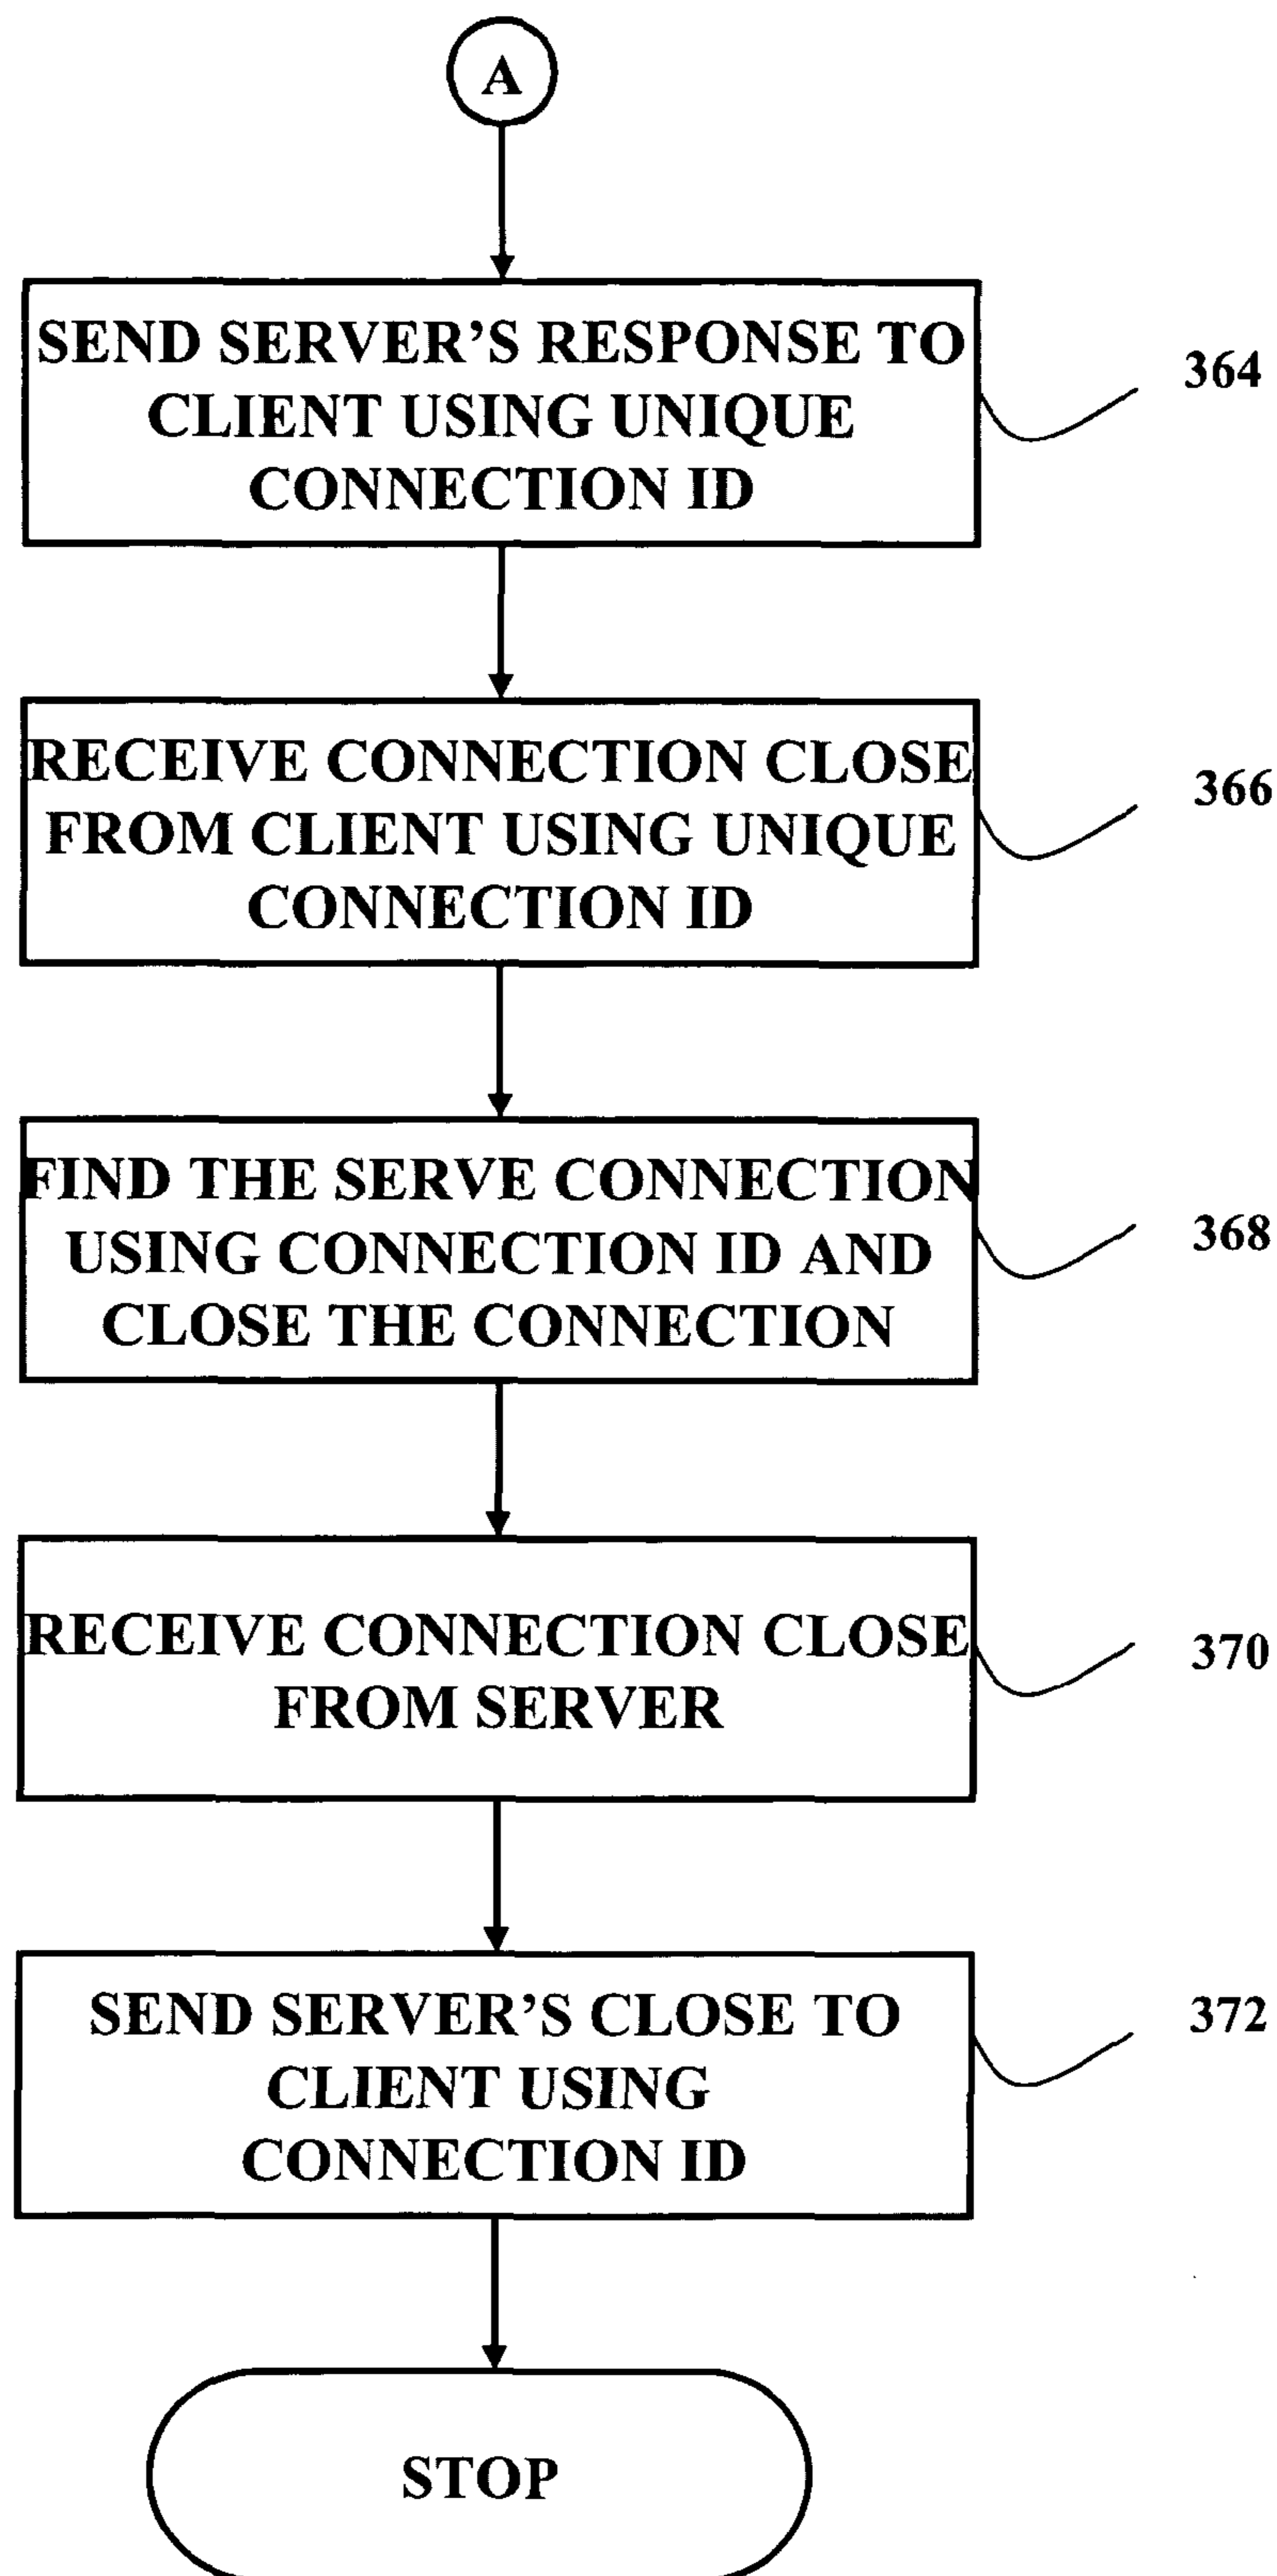 A
SEND SERVER’S RESPONSE TO
CLIENT USING UNIQUE
CONNECTION ID
364
RECEIVE CONNECTION CLOSE
FROM CLIENT USING UNIQUE
CONNECTION ID
366
FIND THE SERVE CONNECTION
USING CONNECTION ID AND
CLOSE THE CONNECTION
368
RECEIVE CONNECTION CLOSE
FROM SERVER
370
SEND SERVER’S CLOSE TO
CLIENT USING
CONNECTION ID
372
STOP